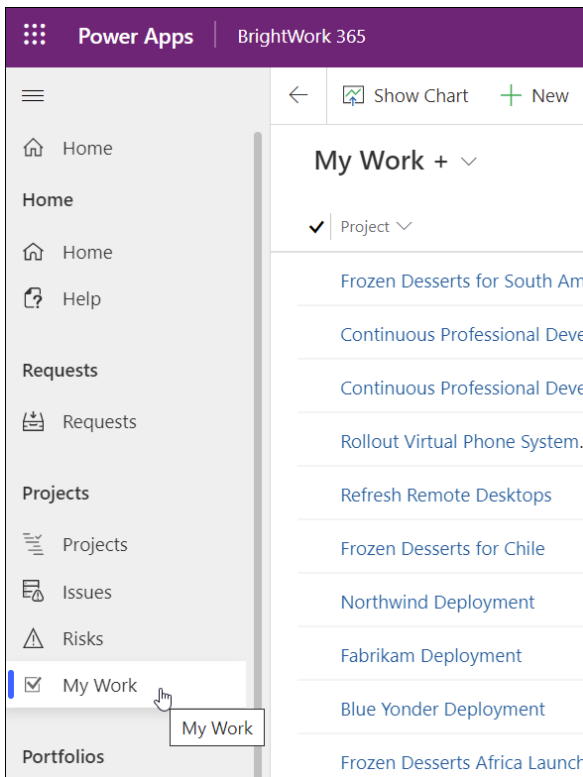 Power Apps BrightWork 365
Show Chart New
Home
My Work +
Home
Project
Home
Frozen Desserts for South Am
Help
Continuous Professional Deve
Requests
Continuous Professional Deve
Requests
Rollout Virtual Phone System.
Projects
Refresh Remote Desktops
Projects
Frozen Desserts for Chile
Issues
Northwind Deployment
Risks
Fabrikam Deployment
My Work
Blue Yonder Deployment
My Work
Portfolios
Frozen Desserts Africa Launch